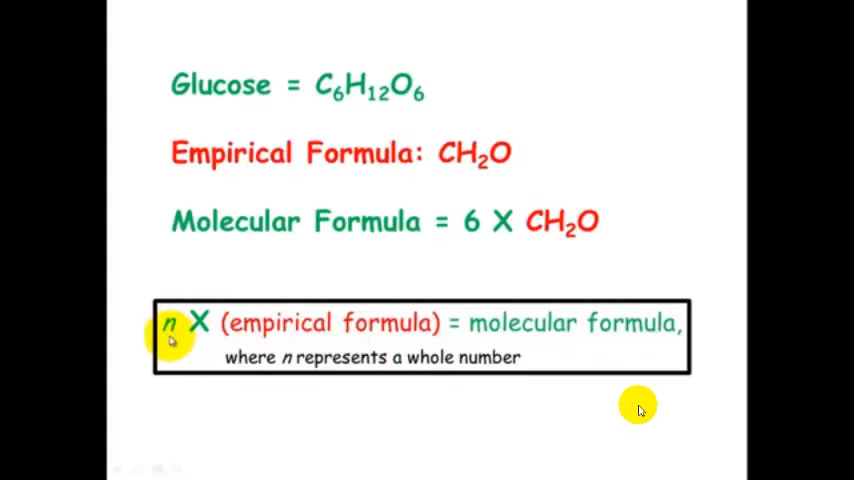 Glucose = C₆H₁₂O₆
Empirical Formula: CH₂O
Molecular Formula = 6 X CH₂O
n X (empirical formula) = molecular formula,
where n represents a whole number